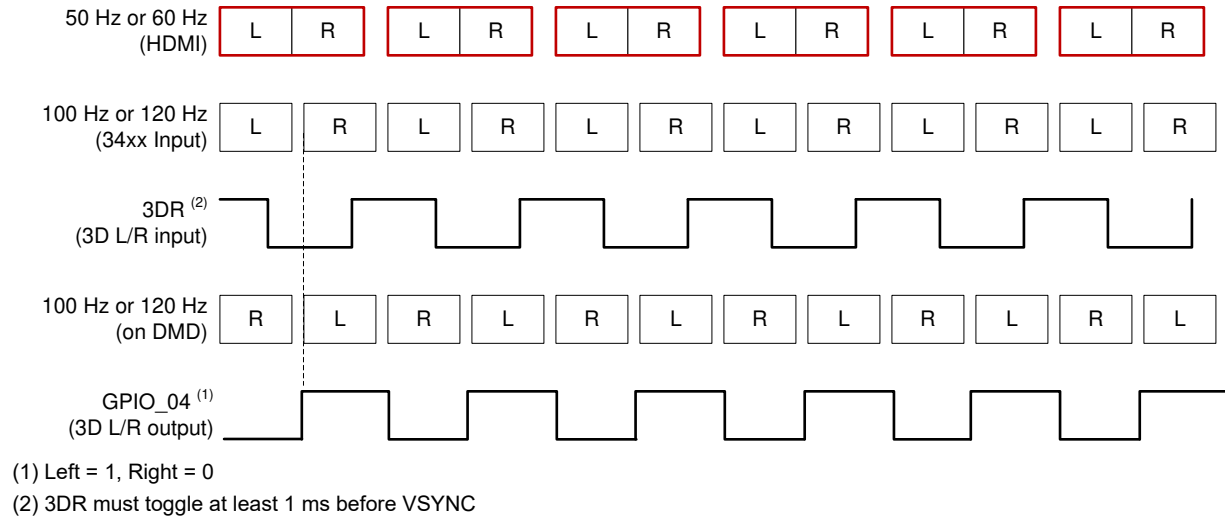 50 Hz or 60 Hz
(HDMI)
L R L R L R L R L R L R
100 Hz or 120 Hz
(34xx Input)
L R L R L R L R L R L R
3DR (2)
(3D L/R input)
100 Hz or 120 Hz
(on DMD)
R L R L R L R L R L R L
GPIO_04 (1)
(3D L/R output)
(1) Left = 1, Right = 0
(2) 3DR must toggle at least 1 ms before VSYNC